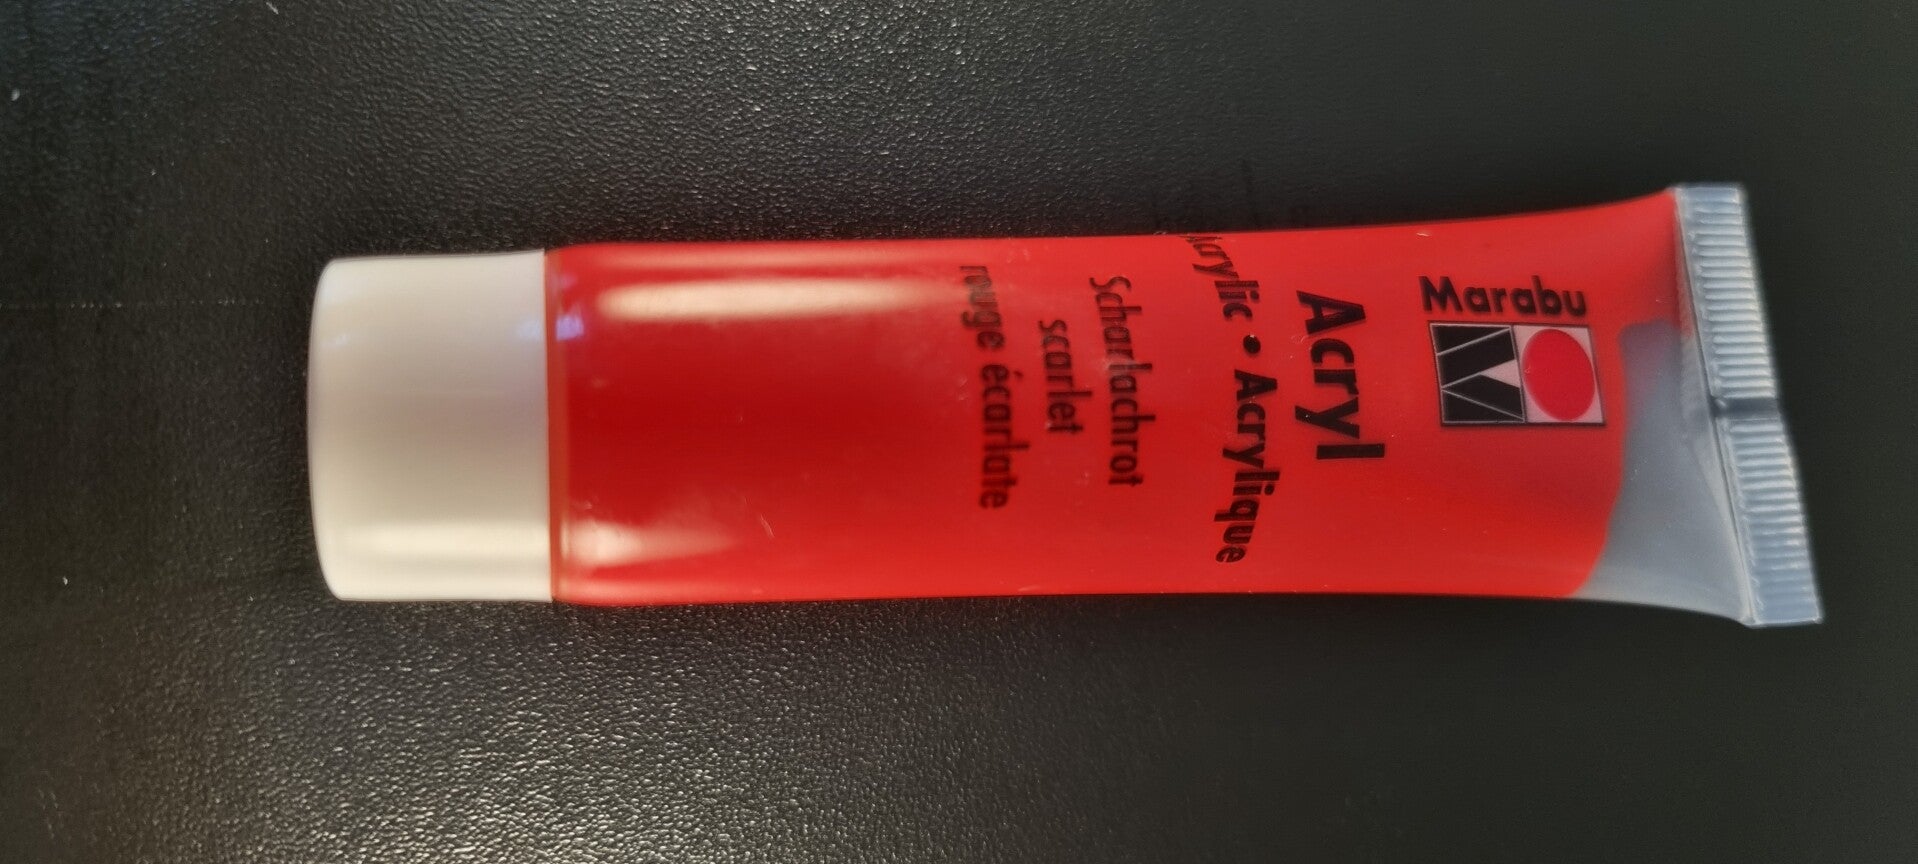 Marabu
Acryl
Acrylic • Acrylique
Scharlachrot
scarlet
rouge écarlate